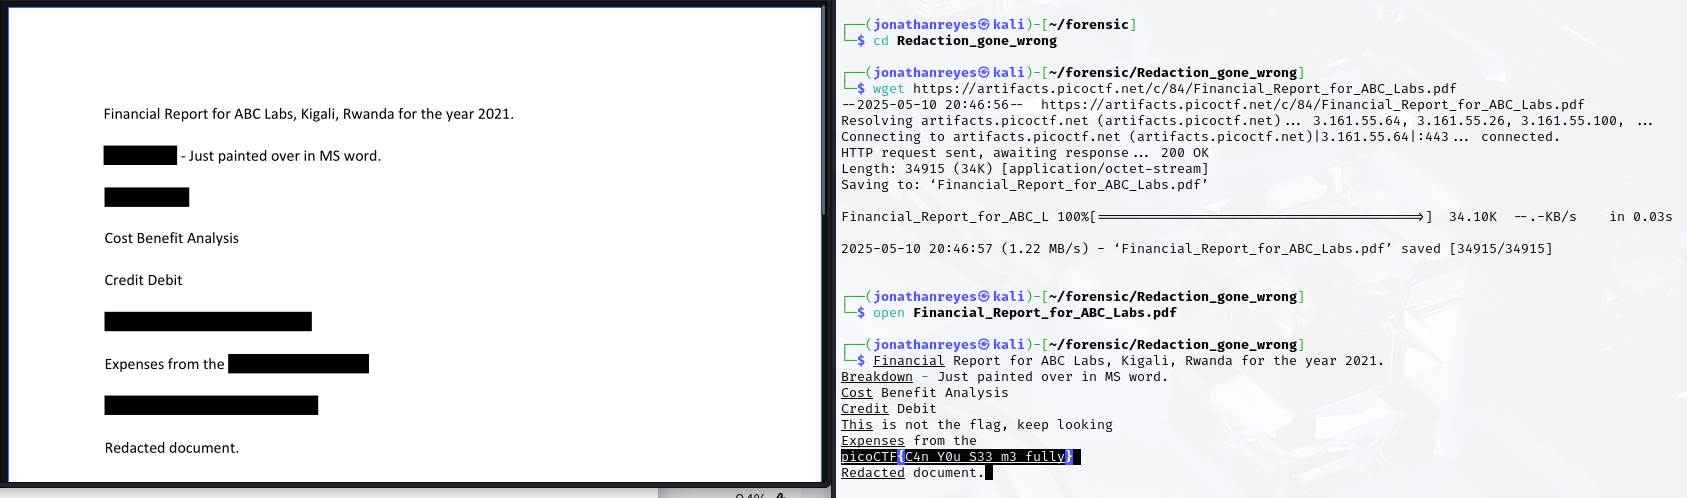 Financial Report for ABC Labs, Kigali, Rwanda for the year 2021.
- Just painted over in MS word.
Cost Benefit Analysis
Credit Debit
Expenses from the
Redacted document.
┌──(jonathanreyes㉿kali)-[~/forensic]
└─$ cd Redaction_gone_wrong
┌──(jonathanreyes㉿kali)-[~/forensic/Redaction_gone_wrong]
└─$ wget https://artifacts.picoctf.net/c/84/Financial_Report_for_ABC_Labs.pdf
--2025-05-10 20:46:56--  https://artifacts.picoctf.net/c/84/Financial_Report_for_ABC_Labs.pdf
Resolving artifacts.picoctf.net (artifacts.picoctf.net)... 3.161.55.64, 3.161.55.26, 3.161.55.100, ...
Connecting to artifacts.picoctf.net (artifacts.picoctf.net)|3.161.55.64|:443... connected.
HTTP request sent, awaiting response... 200 OK
Length: 34915 (34K) [application/octet-stream]
Saving to: ‘Financial_Report_for_ABC_Labs.pdf’
Financial_Report_for_ABC_L 100%[=====================================>]  34.10K  --.-KB/s    in 0.03s
2025-05-10 20:46:57 (1.22 MB/s) - ‘Financial_Report_for_ABC_Labs.pdf’ saved [34915/34915]
┌──(jonathanreyes㉿kali)-[~/forensic/Redaction_gone_wrong]
└─$ open Financial_Report_for_ABC_Labs.pdf
┌──(jonathanreyes㉿kali)-[~/forensic/Redaction_gone_wrong]
└─$ Financial Report for ABC Labs, Kigali, Rwanda for the year 2021.
Breakdown - Just painted over in MS word.
Cost Benefit Analysis
Credit Debit
This is not the flag, keep looking
Expenses from the
picoCTF{C4n_Y0u_S33_m3_fully}
Redacted document.